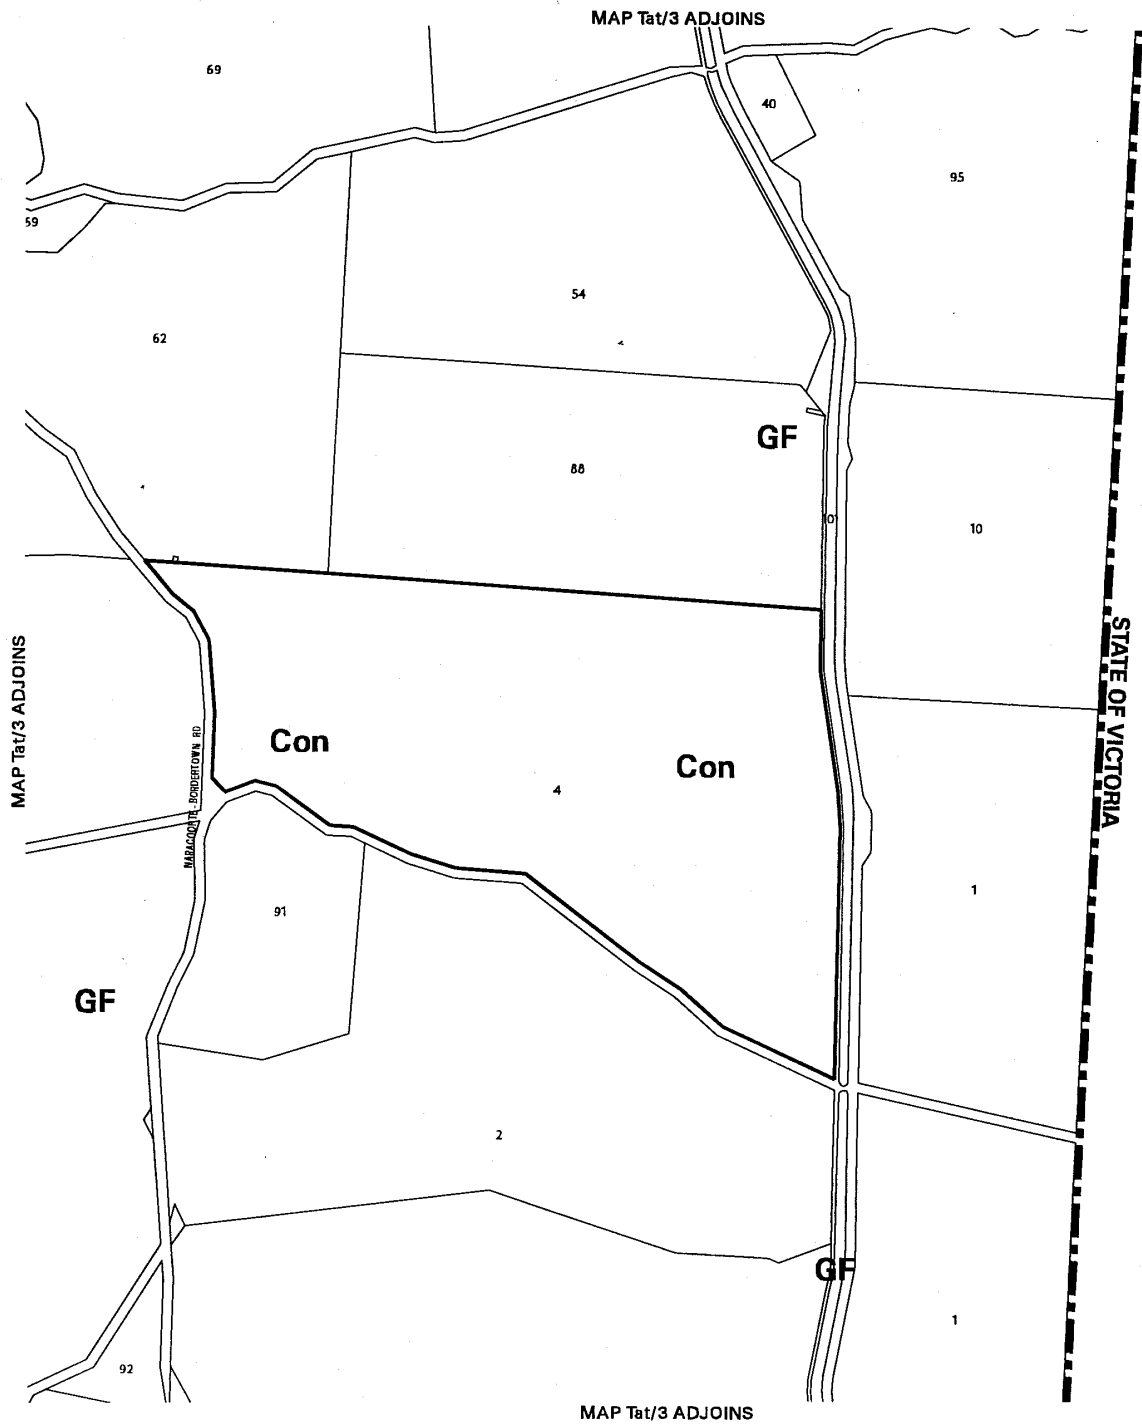 MAP Tat/3 ADJOINS
69
40
95
59
54
62
GF
88
10
10
STATE OF VICTORIA
MAP Tat/3 ADJOINS
NARACOORTE - BORDERTOWN RD
Con
Con
4
1
91
GF
2
GF
1
92
MAP Tat/3 ADJOINS